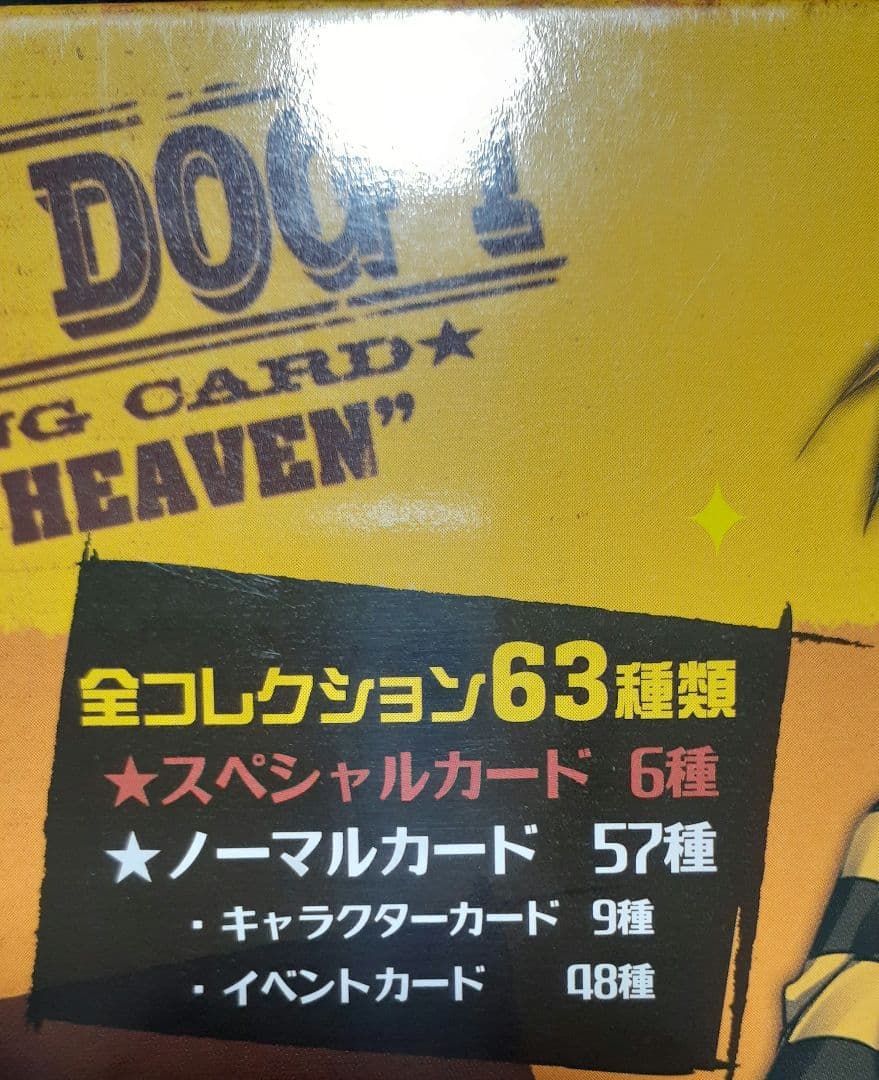 DOG
NG CARD★
HEAVEN”
全コレクション63種類
★スペシャルカード 6種
★ノーマルカード 57種
・キャラクターカード 9種
・イベントカード 48種